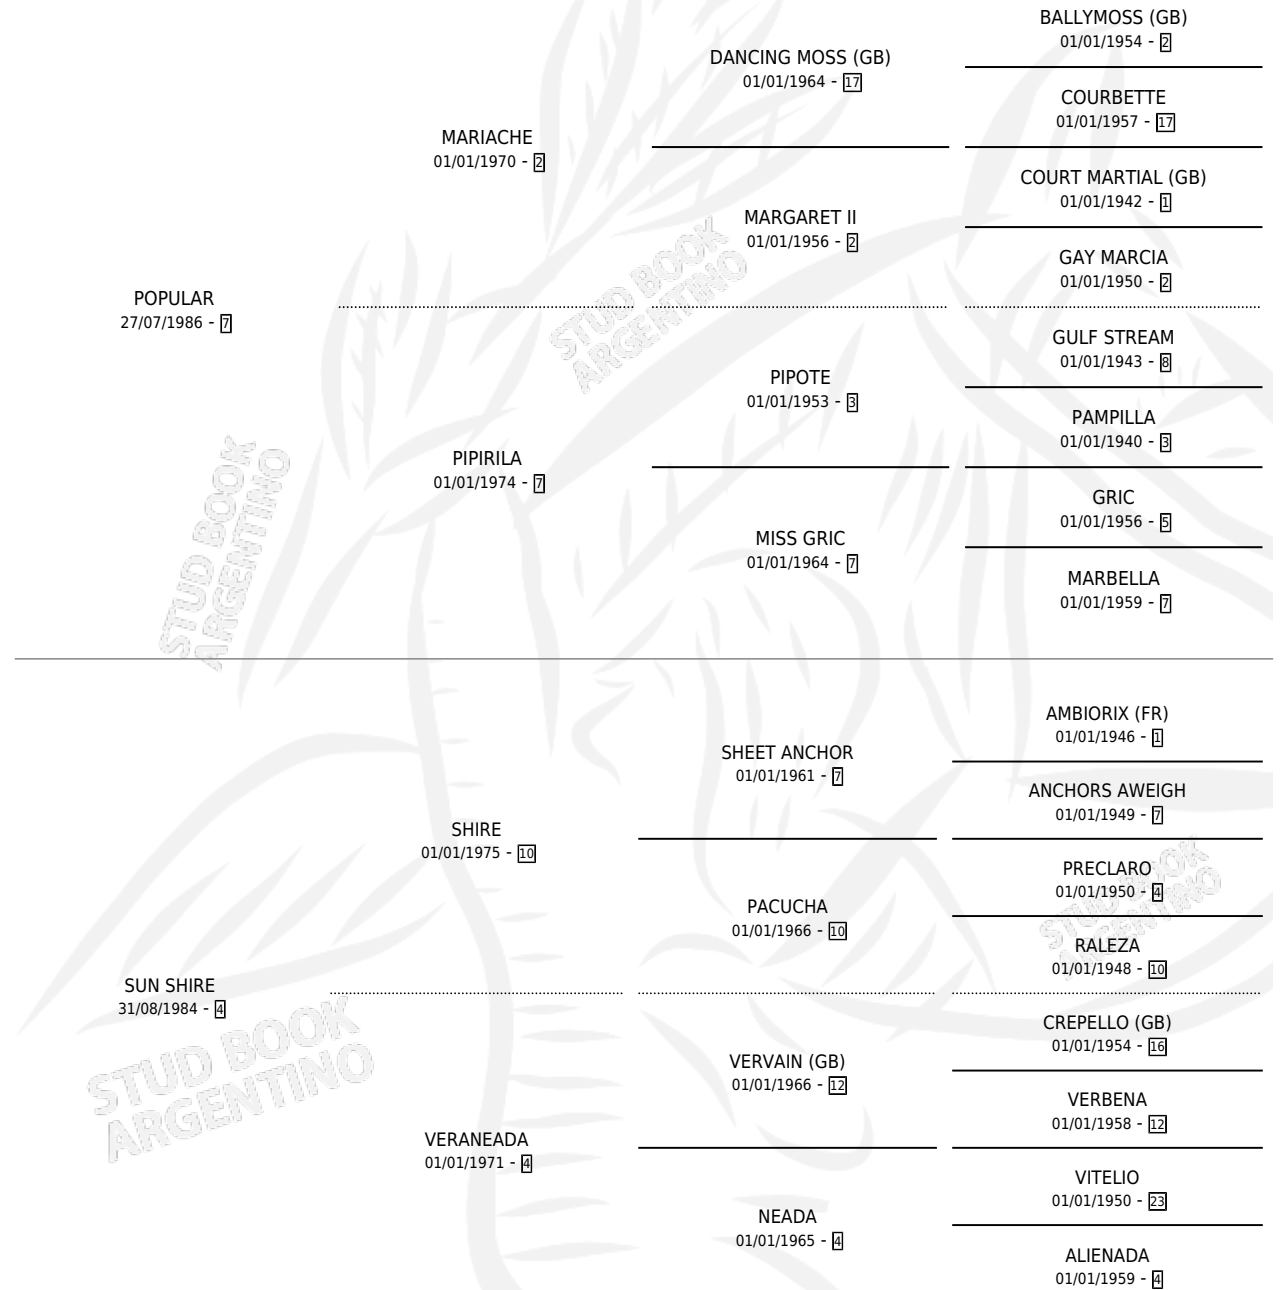 BALLYMOSS (GB)
01/01/1954 - 2
DANCING MOSS (GB)
01/01/1964 - 17
COURBETTE
01/01/1957 - 17
MARIACHE
01/01/1970 - 2
COURT MARTIAL (GB)
01/01/1942 - 1
MARGARET II
01/01/1956 - 2
GAY MARCIA
01/01/1950 - 2
POPULAR
27/07/1986 - 7
GULF STREAM
01/01/1943 - 8
PIPOTE
01/01/1953 - 3
PAMPILLA
01/01/1940 - 3
PIPIRILA
01/01/1974 - 7
GRIC
01/01/1956 - 5
MISS GRIC
01/01/1964 - 7
MARBELLA
01/01/1959 - 7
STUD BOOK
ARGENTINO
STUD BOOK
ARGENTINO
AMBIORIX (FR)
01/01/1946 - 1
SHEET ANCHOR
01/01/1961 - 7
ANCHORS AWEIGH
01/01/1949 - 7
SHIRE
01/01/1975 - 10
PRECLARO
01/01/1950 - 4
PACUCHA
01/01/1966 - 10
RALEZA
01/01/1948 - 10
SUN SHIRE
31/08/1984 - 4
CREPELLO (GB)
01/01/1954 - 16
VERVAIN (GB)
01/01/1966 - 12
VERBENA
01/01/1958 - 12
VERANEADA
01/01/1971 - 4
VITELIO
01/01/1950 - 23
NEADA
01/01/1965 - 4
ALIENADA
01/01/1959 - 4
STUD BOOK
ARGENTINO
STUD BOOK
ARGENTINO